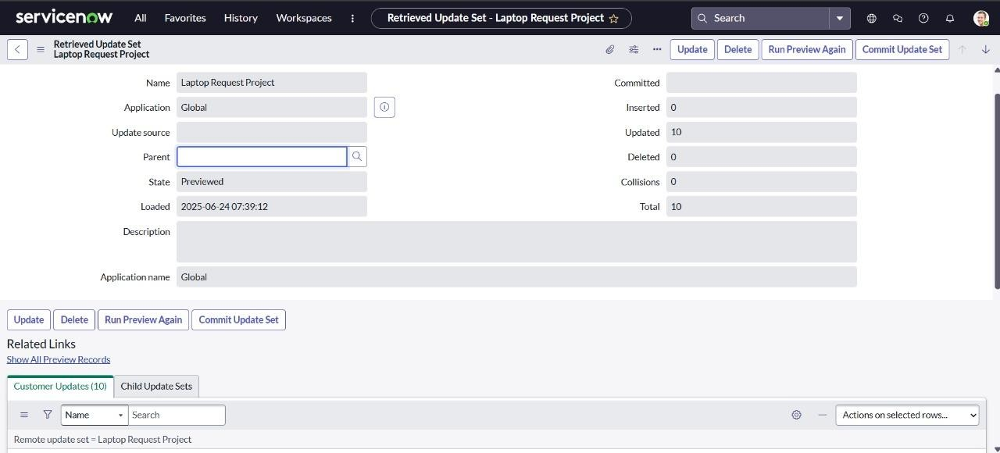 servicenow All Favorites History Workspaces Retrieved Update Set - Laptop Request Project Search
Retrieved Update Set
Laptop Request Project
Update Delete Run Preview Again Commit Update Set
Name Laptop Request Project
Committed
Application Global
Inserted 0
Update source
Updated 10
Parent
Deleted 0
State Previewed
Collisions 0
Loaded 2025-06-24 07:39:12
Total 10
Description
Application name Global
Update Delete Run Preview Again Commit Update Set
Related Links
Show All Preview Records
Customer Updates (10) Child Update Sets
Name Search Actions on selected rows...
Remote update set = Laptop Request Project